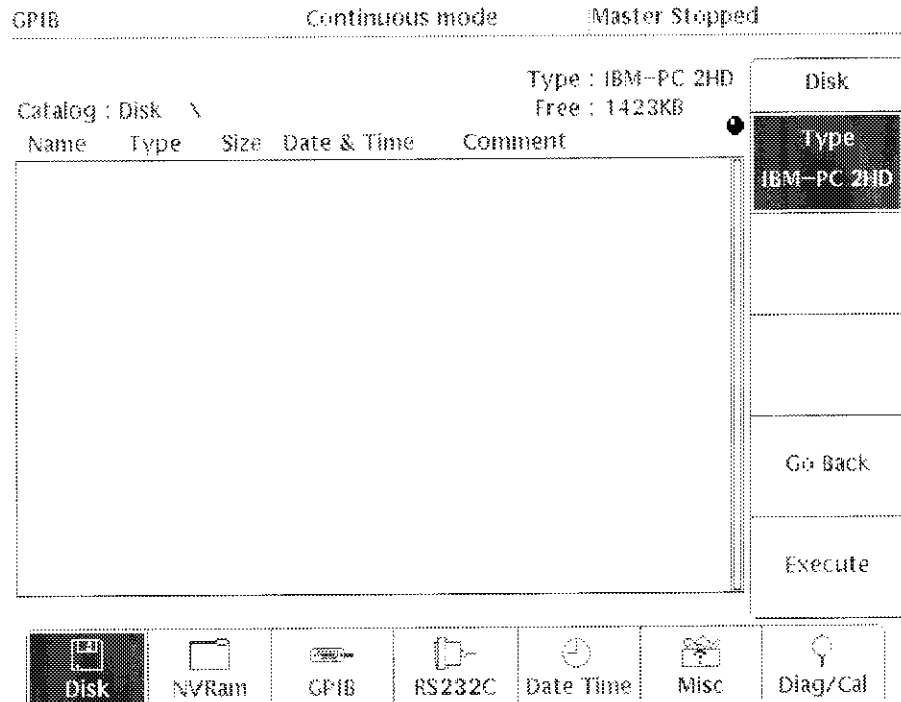 GPIB Continuous mode Master Stopped
Type : IBM-PC 2HD
Catalog : Disk \ Free : 1423KB
Name Type Size Date & Time Comment
Disk
Type
IBM-PC 2HD
Go Back
Execute
Disk NVRam GPIB RS232C Date Time Misc Diag/Cal